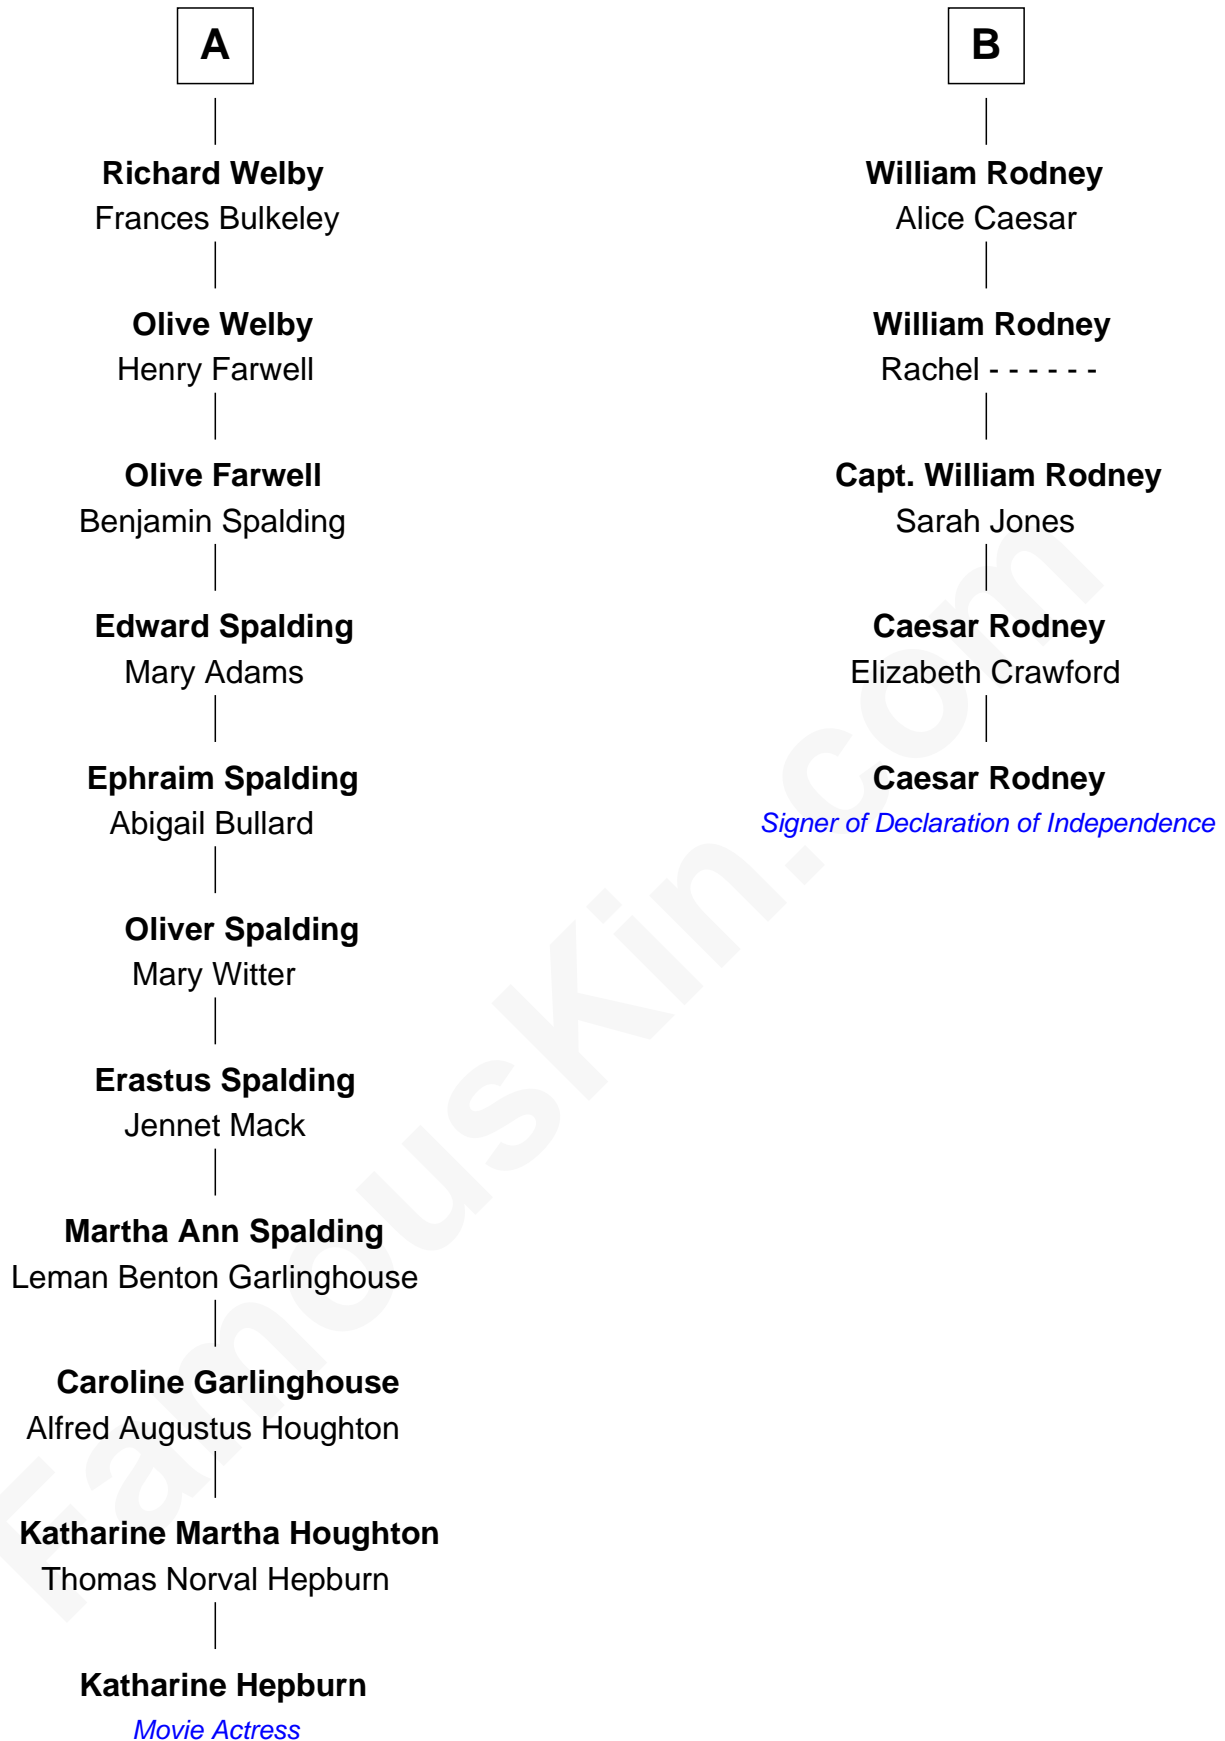 A
Richard Welby
Frances Bulkeley
Olive Welby
Henry Farwell
Olive Farwell
Benjamin Spalding
Edward Spalding
Mary Adams
Ephraim Spalding
Abigail Bullard
Oliver Spalding
Mary Witter
Erastus Spalding
Jennet Mack
Martha Ann Spalding
Leman Benton Garlinghouse
Caroline Garlinghouse
Alfred Augustus Houghton
Katharine Martha Houghton
Thomas Norval Hepburn
Katharine Hepburn
Movie Actress
B
William Rodney
Alice Caesar
William Rodney
Rachel - - - - - -
Capt. William Rodney
Sarah Jones
Caesar Rodney
Elizabeth Crawford
Caesar Rodney
Signer of Declaration of Independence
FamousKin.com